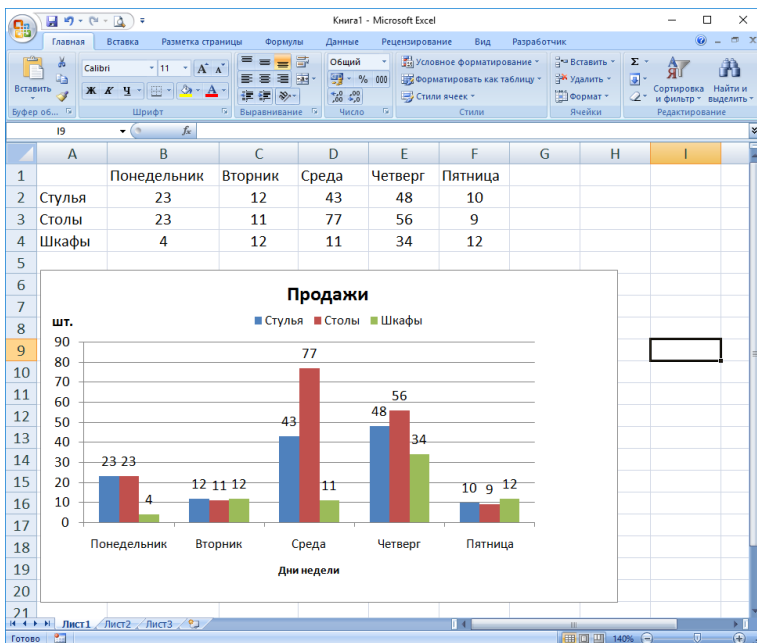 Книга1 - Microsoft Excel
Главная Вставка Разметка страницы Формулы Данные Рецензирование Вид Разработчик
Вставить
Calibri 11
Ж К Ч
Общий
% 000
Условное форматирование
Форматировать как таблицу
Стили ячеек
Вставить
Удалить
Формат
Σ
Сортировка и фильтр
Найти и выделить
Буфер об... Шрифт Выравнивание Число Стили Ячейки Редактирование
I9 fx
A B C D E F G H I
1 Понедельник Вторник Среда Четверг Пятница
2 Стулья 23 12 43 48 10
3 Столы 23 11 77 56 9
4 Шкафы 4 12 11 34 12
5
6
7
8
9
10
11
12
13
14
15
16
17
18
19
20
21
Продажи
шт.
Стулья Столы Шкафы
90
80
70
60
50
40
30
20
10
0
23 23 4
12 11 12
43 77 11
48 56 34
10 9 12
Понедельник Вторник Среда Четверг Пятница
Дни недели
Лист1 Лист2 Лист3
Готово 140%